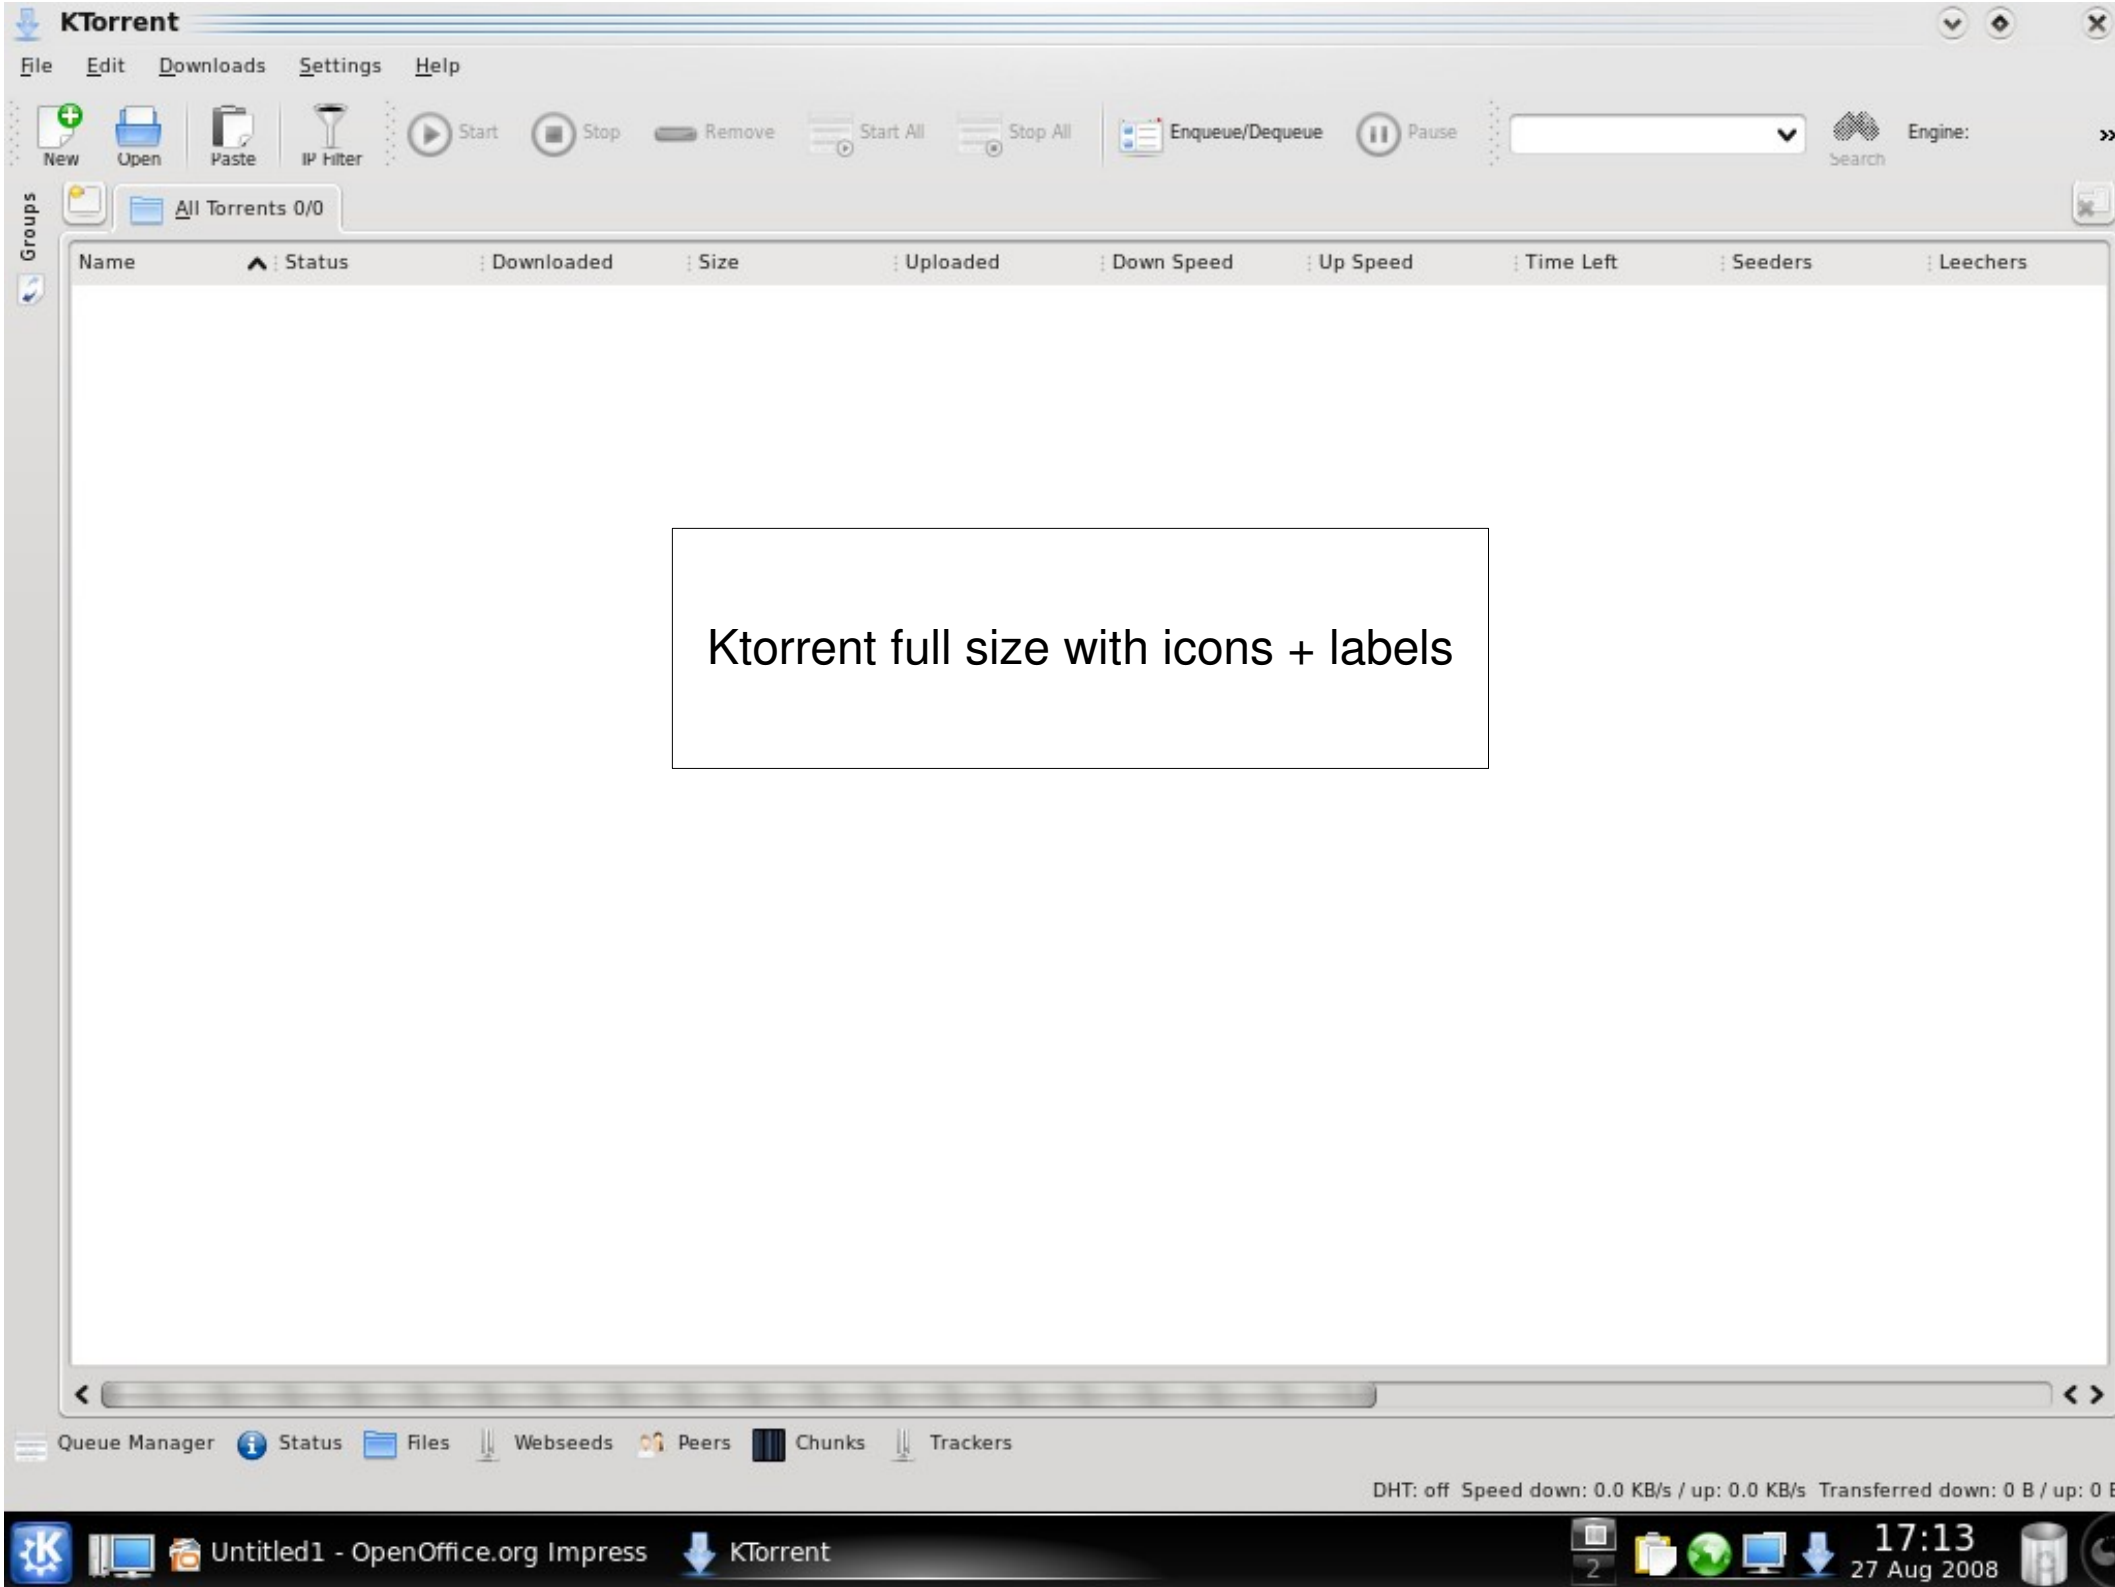 KTorrent
File Edit Downloads Settings Help
New Open Paste IP Filter Start Stop Remove Start All Stop All Enqueue/Dequeue Pause Search Engine: »
Groups
All Torrents 0/0
Name Status Downloaded Size Uploaded Down Speed Up Speed Time Left Seeders Leechers
Ktorrent full size with icons + labels
Queue Manager Status Files Webseeds Peers Chunks Trackers
DHT: off Speed down: 0.0 KB/s / up: 0.0 KB/s Transferred down: 0 B / up: 0
Untitled1 - OpenOffice.org Impress KTorrent 2 17:13
27 Aug 2008